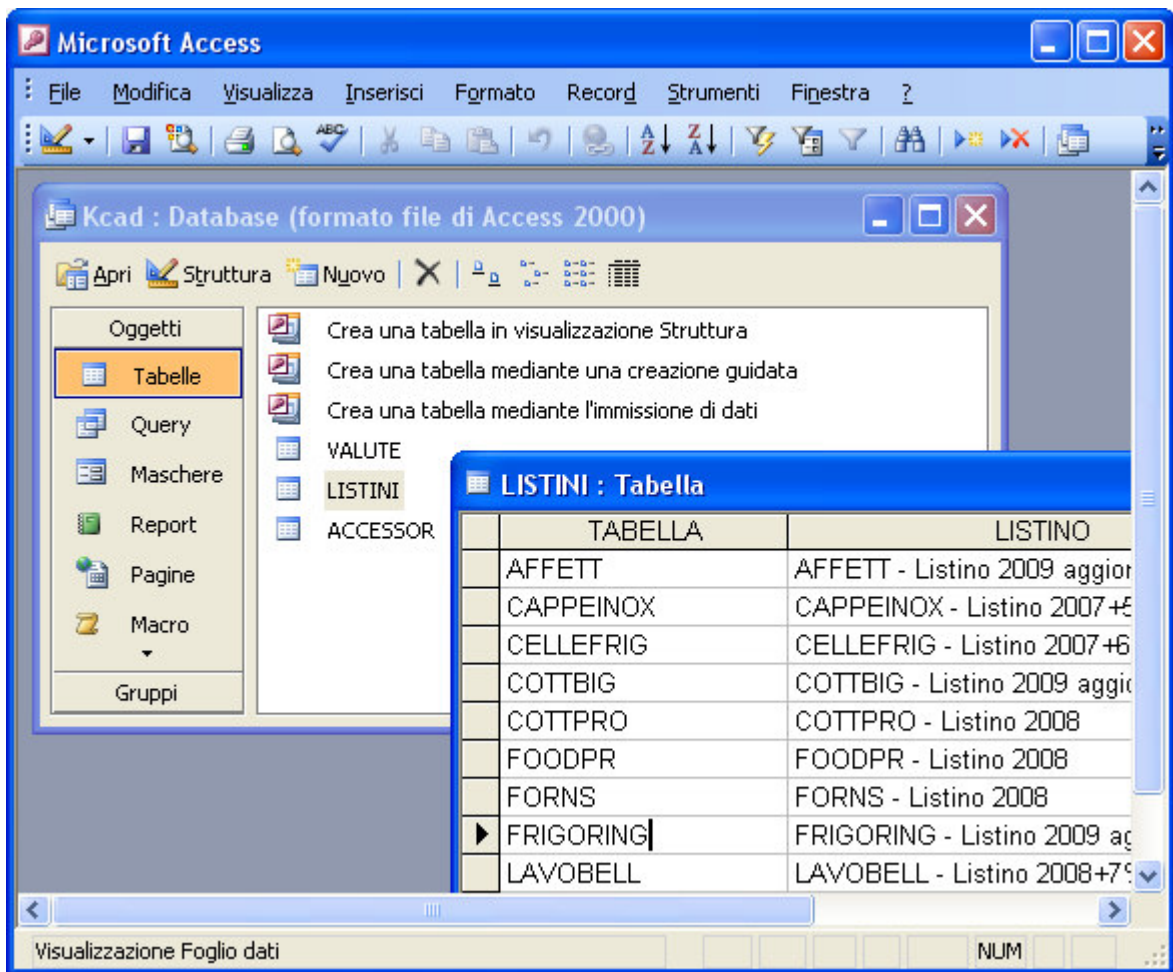 Microsoft Access
File Modifica Visualizza Inserisci Formato Record Strumenti Finestra ?
Kcad : Database (formato file di Access 2000)
Apri Struttura Nuovo
Oggetti
Tabelle
Query
Maschere
Report
Pagine
Macro
Gruppi
Crea una tabella in visualizzazione Struttura
Crea una tabella mediante una creazione guidata
Crea una tabella mediante l'immissione di dati
VALUTE
LISTINI
ACCESSOR
LISTINI : Tabella
TABELLA LISTINO
AFFETT AFFETT - Listino 2009 aggior
CAPPEINOX CAPPEINOX - Listino 2007+5
CELLEFRIG CELLEFRIG - Listino 2007+6
COTTBIG COTTBIG - Listino 2009 aggio
COTTPRO COTTPRO - Listino 2008
FOODPR FOODPR - Listino 2008
FORNS FORNS - Listino 2008
FRIGORING FRIGORING - Listino 2009 ag
LAVOBELL LAVOBELL - Listino 2008+7%
Visualizzazione Foglio dati NUM